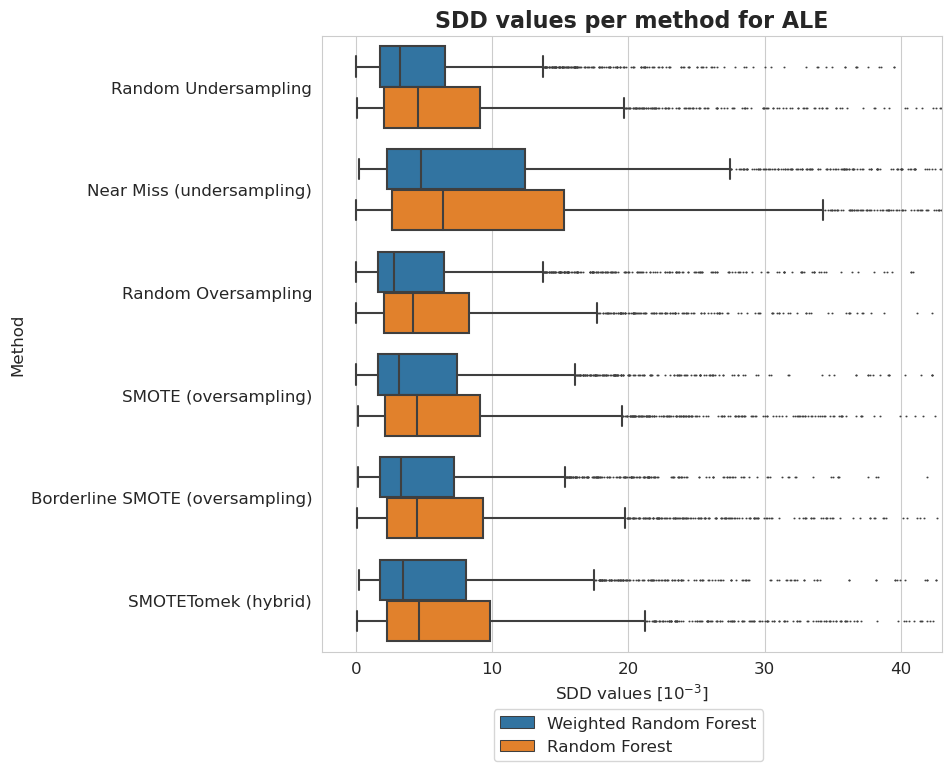 SDD values per method for ALE
Method
Random Undersampling
Near Miss (undersampling)
Random Oversampling
SMOTE (oversampling)
Borderline SMOTE (oversampling)
SMOTETomek (hybrid)
0 10 20 30 40
SDD values [10⁻³]
Weighted Random Forest
Random Forest